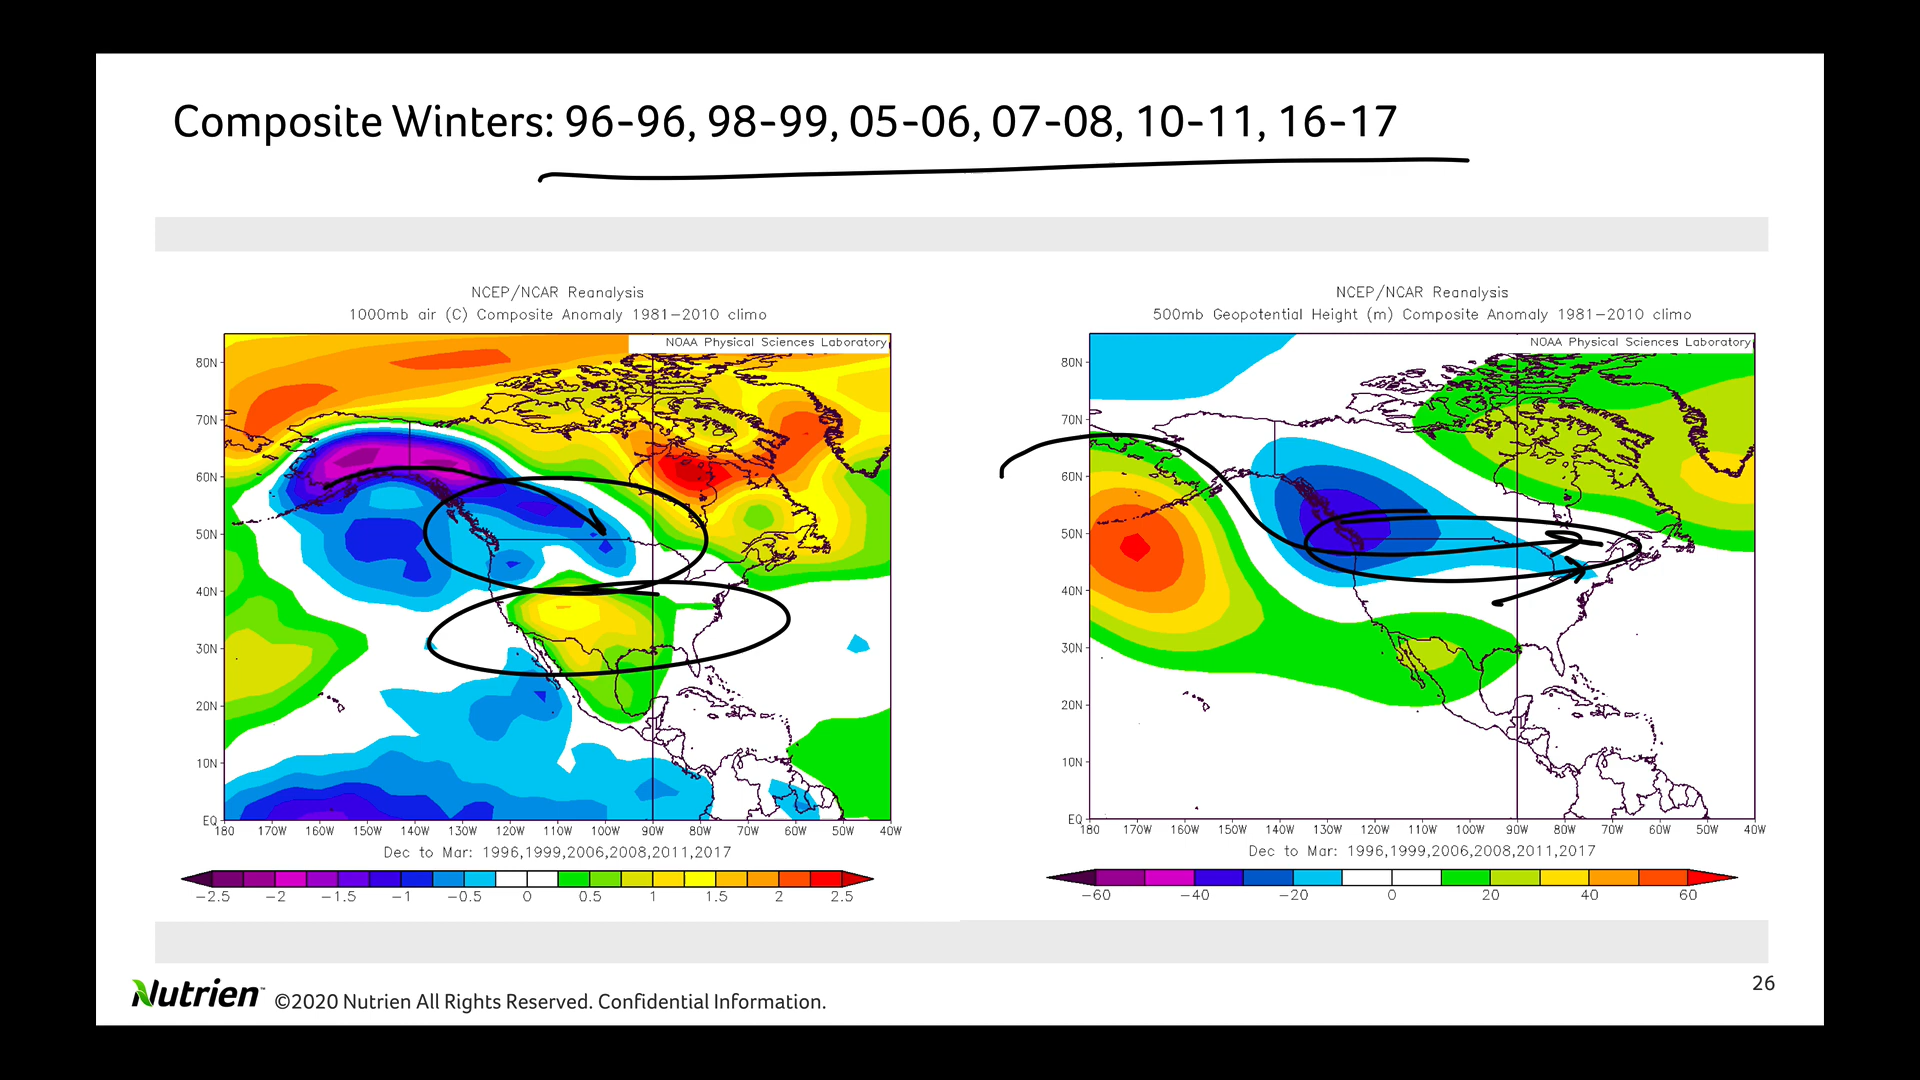 Composite Winters: 96-96, 98-99, 05-06, 07-08, 10-11, 16-17
NCEP/NCAR Reanalysis
1000mb air (C) Composite Anomaly 1981-2010 climo
NOAA Physical Sciences Laboratory
80N
70N
60N
50N
40N
30N
20N
10N
EQ
180 170W 160W 150W 140W 130W 120W 110W 100W 90W 80W 70W 60W 50W 40W
Dec to Mar: 1996,1999,2006,2008,2011,2017
-2.5 -2 -1.5 -1 -0.5 0 0.5 1 1.5 2 2.5
NCEP/NCAR Reanalysis
500mb Geopotential Height (m) Composite Anomaly 1981-2010 climo
NOAA Physical Sciences Laboratory
80N
70N
60N
50N
40N
30N
20N
10N
EQ
180 170W 160W 150W 140W 130W 120W 110W 100W 90W 80W 70W 60W 50W 40W
Dec to Mar: 1996,1999,2006,2008,2011,2017
-60 -40 -20 0 20 40 60
Nutrien™ ©2020 Nutrien All Rights Reserved. Confidential Information.
26